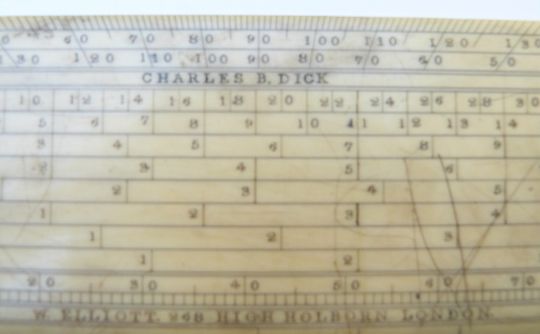 60 70 80 90 100 110 120 130
130 120 110 100 90 80 70 60 50
CHARLES B. DICK
10 12 14 16 18 20 22 24 26 28 30
5 6 7 8 9 10 11 12 13 14
3 4 5 6 7 8 9
2 3 4 5 6
2 3 4 5
1 2 3 4
1 2 3
1 2
20 30 40 50 60 70
W. ELLIOTT. 248 HIGH HOLBORN LONDON.